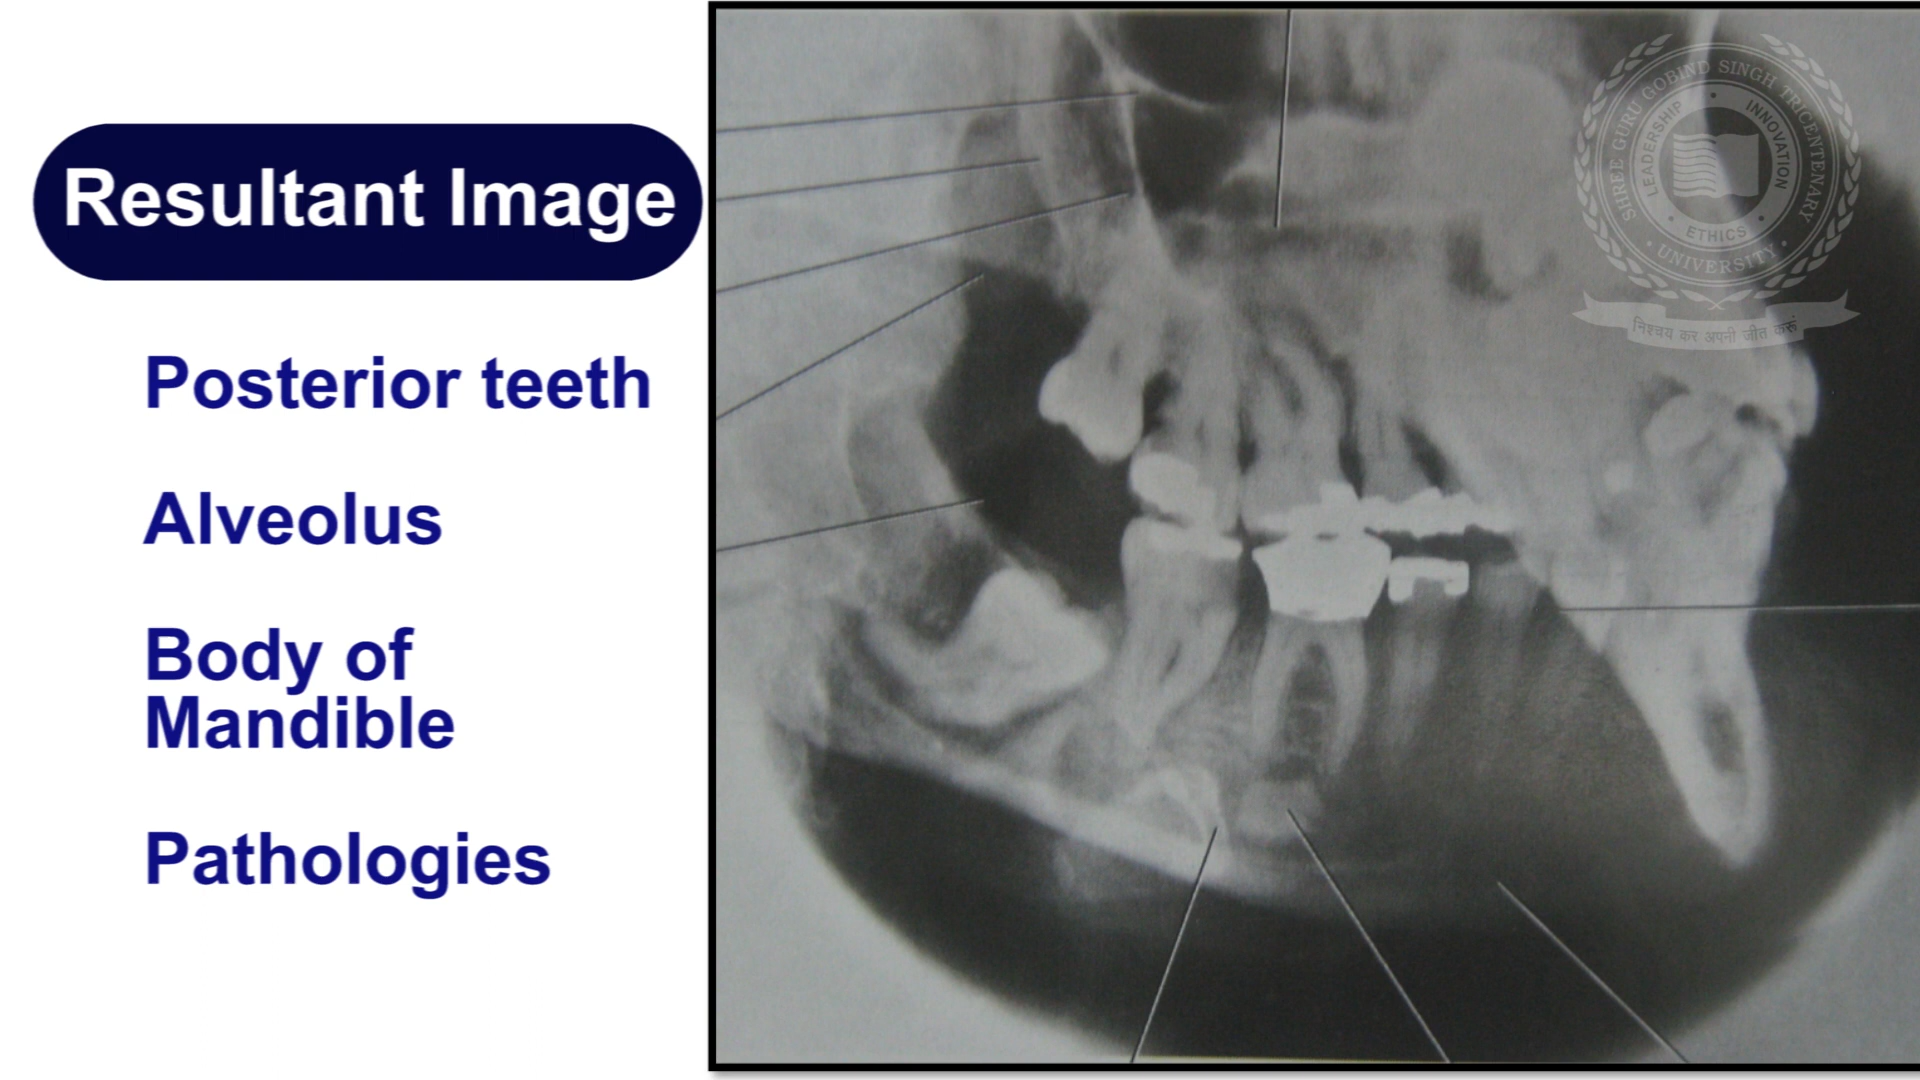 Resultant Image
Posterior teeth
Alveolus
Body of
Mandible
Pathologies
SHREE GURU GOBIND SINGH TRICENTENARY
UNIVERSITY
LEADERSHIP
INNOVATION
ETHICS
निश्चय कर अपनी जीत करूं